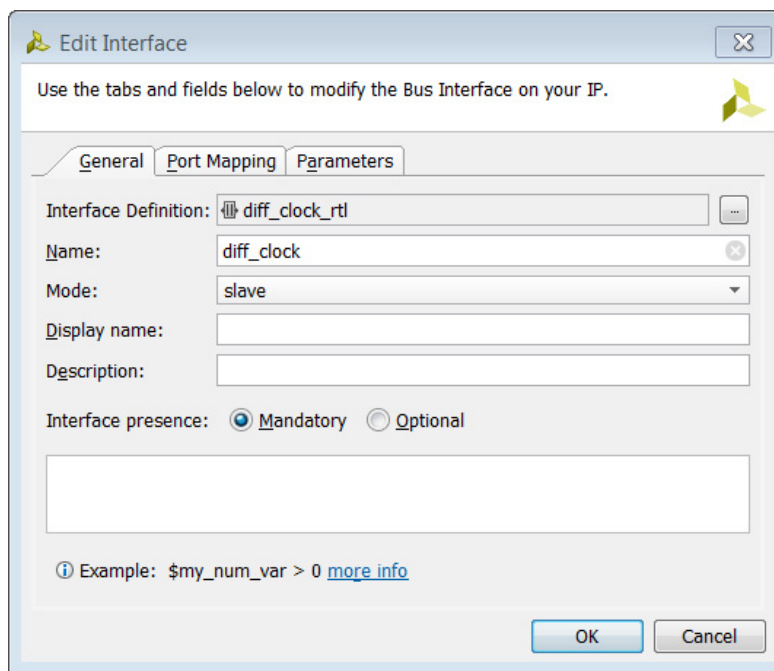 Edit Interface
Use the tabs and fields below to modify the Bus Interface on your IP.
General Port Mapping Parameters
Interface Definition: diff_clock_rtl ...
Name: diff_clock
Mode: slave
Display name:
Description:
Interface presence: Mandatory Optional
Example: $my_num_var > 0 more info
OK Cancel